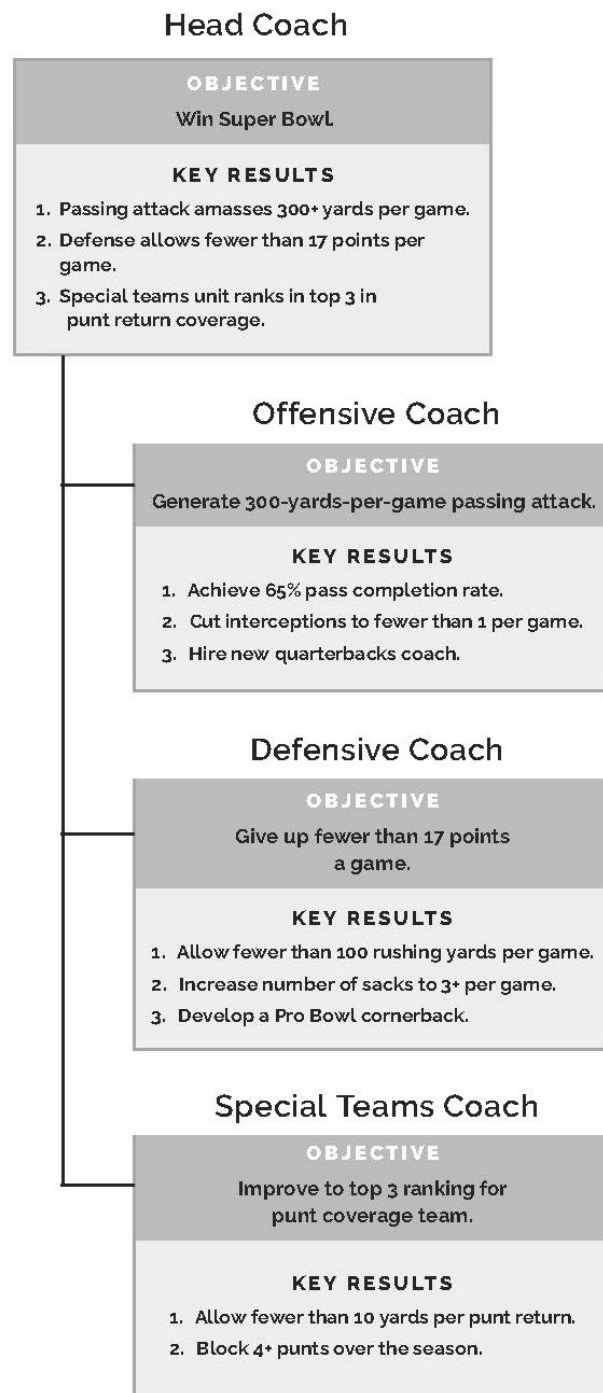 Head Coach
OBJECTIVE
Win Super Bowl.
KEY RESULTS
1. Passing attack amasses 300+ yards per game.
2. Defense allows fewer than 17 points per
game.
3. Special teams unit ranks in top 3 in
punt return coverage.
Offensive Coach
OBJECTIVE
Generate 300-yards-per-game passing attack.
KEY RESULTS
1. Achieve 65% pass completion rate.
2. Cut interceptions to fewer than 1 per game.
3. Hire new quarterbacks coach.
Defensive Coach
OBJECTIVE
Give up fewer than 17 points
a game.
KEY RESULTS
1. Allow fewer than 100 rushing yards per game.
2. Increase number of sacks to 3+ per game.
3. Develop a Pro Bowl cornerback.
Special Teams Coach
OBJECTIVE
Improve to top 3 ranking for
punt coverage team.
KEY RESULTS
1. Allow fewer than 10 yards per punt return.
2. Block 4+ punts over the season.